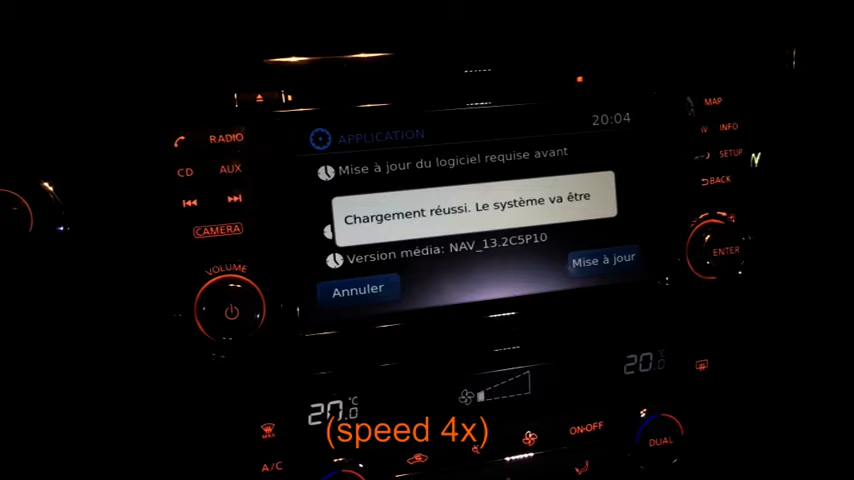 20:04
MAP
RADIO
APPLICATION
INFO
Mise à jour du logiciel requise avant
CD AUX
SETUP
BACK
Chargement réussi. Le système va être
CAMERA
Version média: NAV_13.2C5P10
ENTER
Mise à jour
VOLUME
Annuler
20.0
20.0
°C
(speed 4x)
MAX
ON·OFF
DUAL
A/C